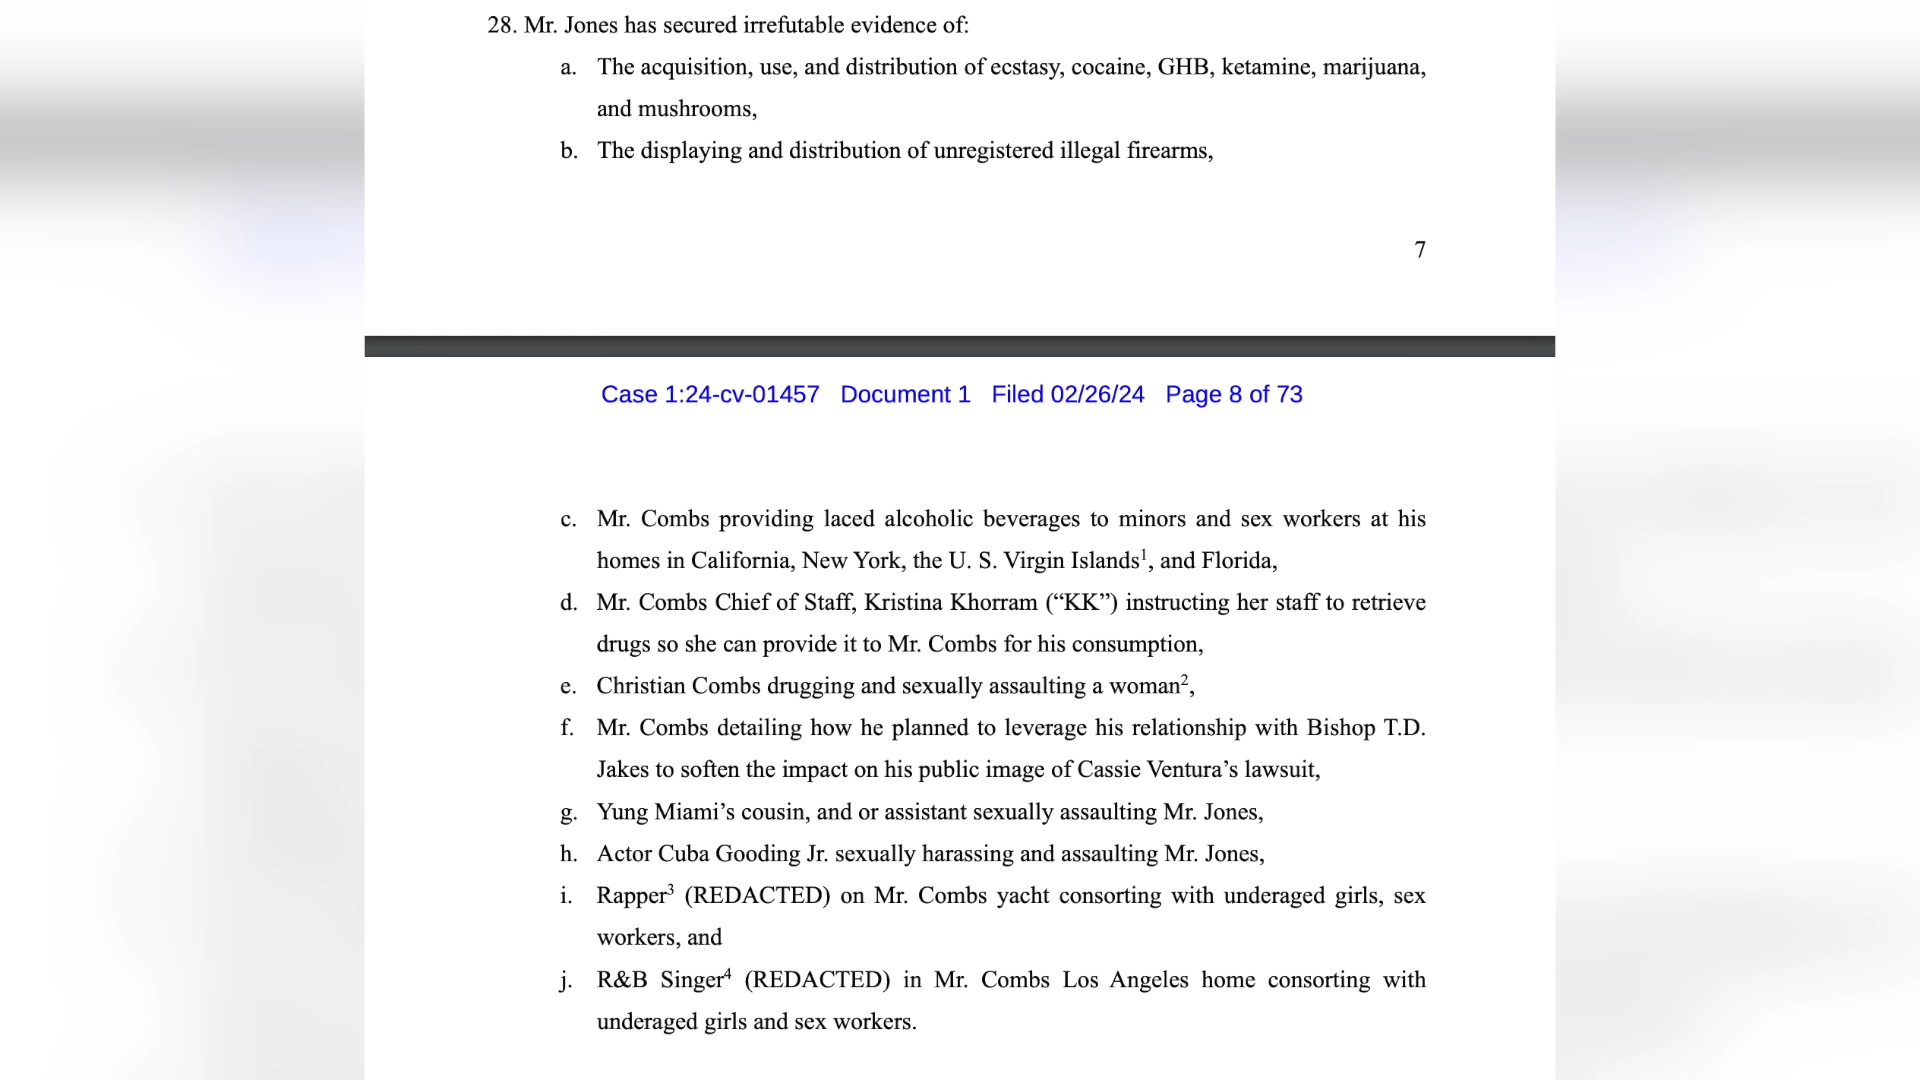 28. Mr. Jones has secured irrefutable evidence of:
a. The acquisition, use, and distribution of ecstasy, cocaine, GHB, ketamine, marijuana,
and mushrooms,
b. The displaying and distribution of unregistered illegal firearms,
7
Case 1:24-cv-01457 Document 1 Filed 02/26/24 Page 8 of 73
c. Mr. Combs providing laced alcoholic beverages to minors and sex workers at his
homes in California, New York, the U. S. Virgin Islands¹, and Florida,
d. Mr. Combs Chief of Staff, Kristina Khorram (“KK”) instructing her staff to retrieve
drugs so she can provide it to Mr. Combs for his consumption,
e. Christian Combs drugging and sexually assaulting a woman²,
f. Mr. Combs detailing how he planned to leverage his relationship with Bishop T.D.
Jakes to soften the impact on his public image of Cassie Ventura’s lawsuit,
g. Yung Miami’s cousin, and or assistant sexually assaulting Mr. Jones,
h. Actor Cuba Gooding Jr. sexually harassing and assaulting Mr. Jones,
i. Rapper³ (REDACTED) on Mr. Combs yacht consorting with underaged girls, sex
workers, and
j. R&B Singer⁴ (REDACTED) in Mr. Combs Los Angeles home consorting with
underaged girls and sex workers.